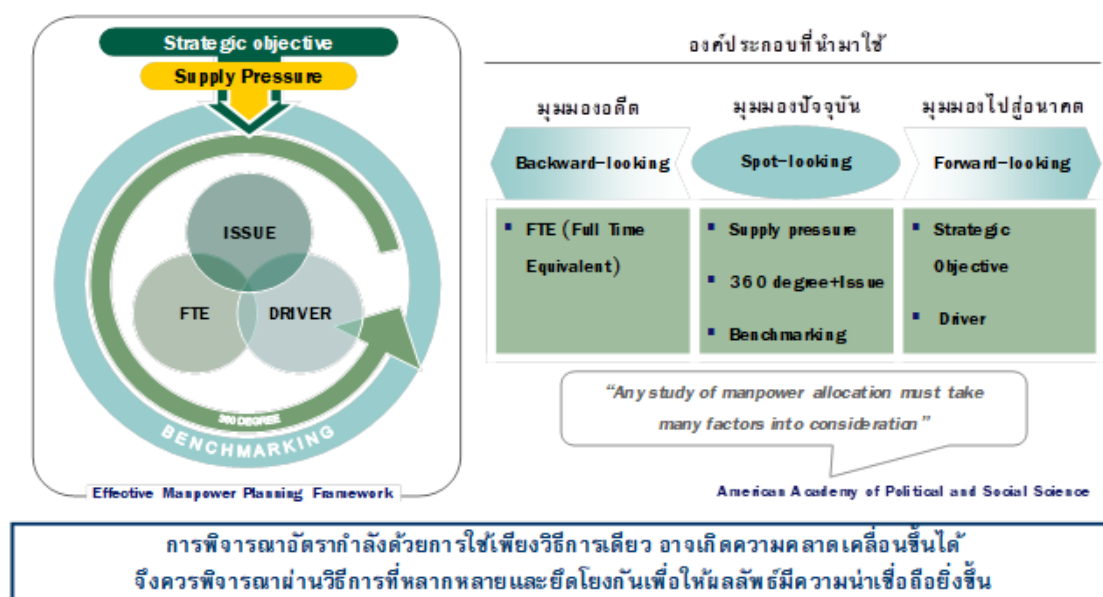 Strategic objective
Supply Pressure
ISSUE
FTE
DRIVER
360 DEGREE
BENCHMARKING
Effective Manpower Planning Framework
องค์ประกอบที่นำมาใช้
มุมมองอดีต
มุมมองปัจจุบัน
มุมมองไปสู่อนาคต
Backward-looking
Spot-looking
Forward-looking
▪ FTE (Full Time
Equivalent)
▪ Supply pressure
▪ 360 degree+Issue
▪ Benchmarking
▪ Strategic
Objective
▪ Driver
“Any study of manpower allocation must take
many factors into consideration”
American Academy of Political and Social Science
การพิจารณาอัตรากำลังด้วยการใช้เพียงวิธีการเดียว อาจเกิดความคลาดเคลื่อนขึ้นได้
จึงควรพิจารณาผ่านวิธีการที่หลากหลายและยึดโยงกันเพื่อให้ผลลัพธ์มีความน่าเชื่อถือยิ่งขึ้น